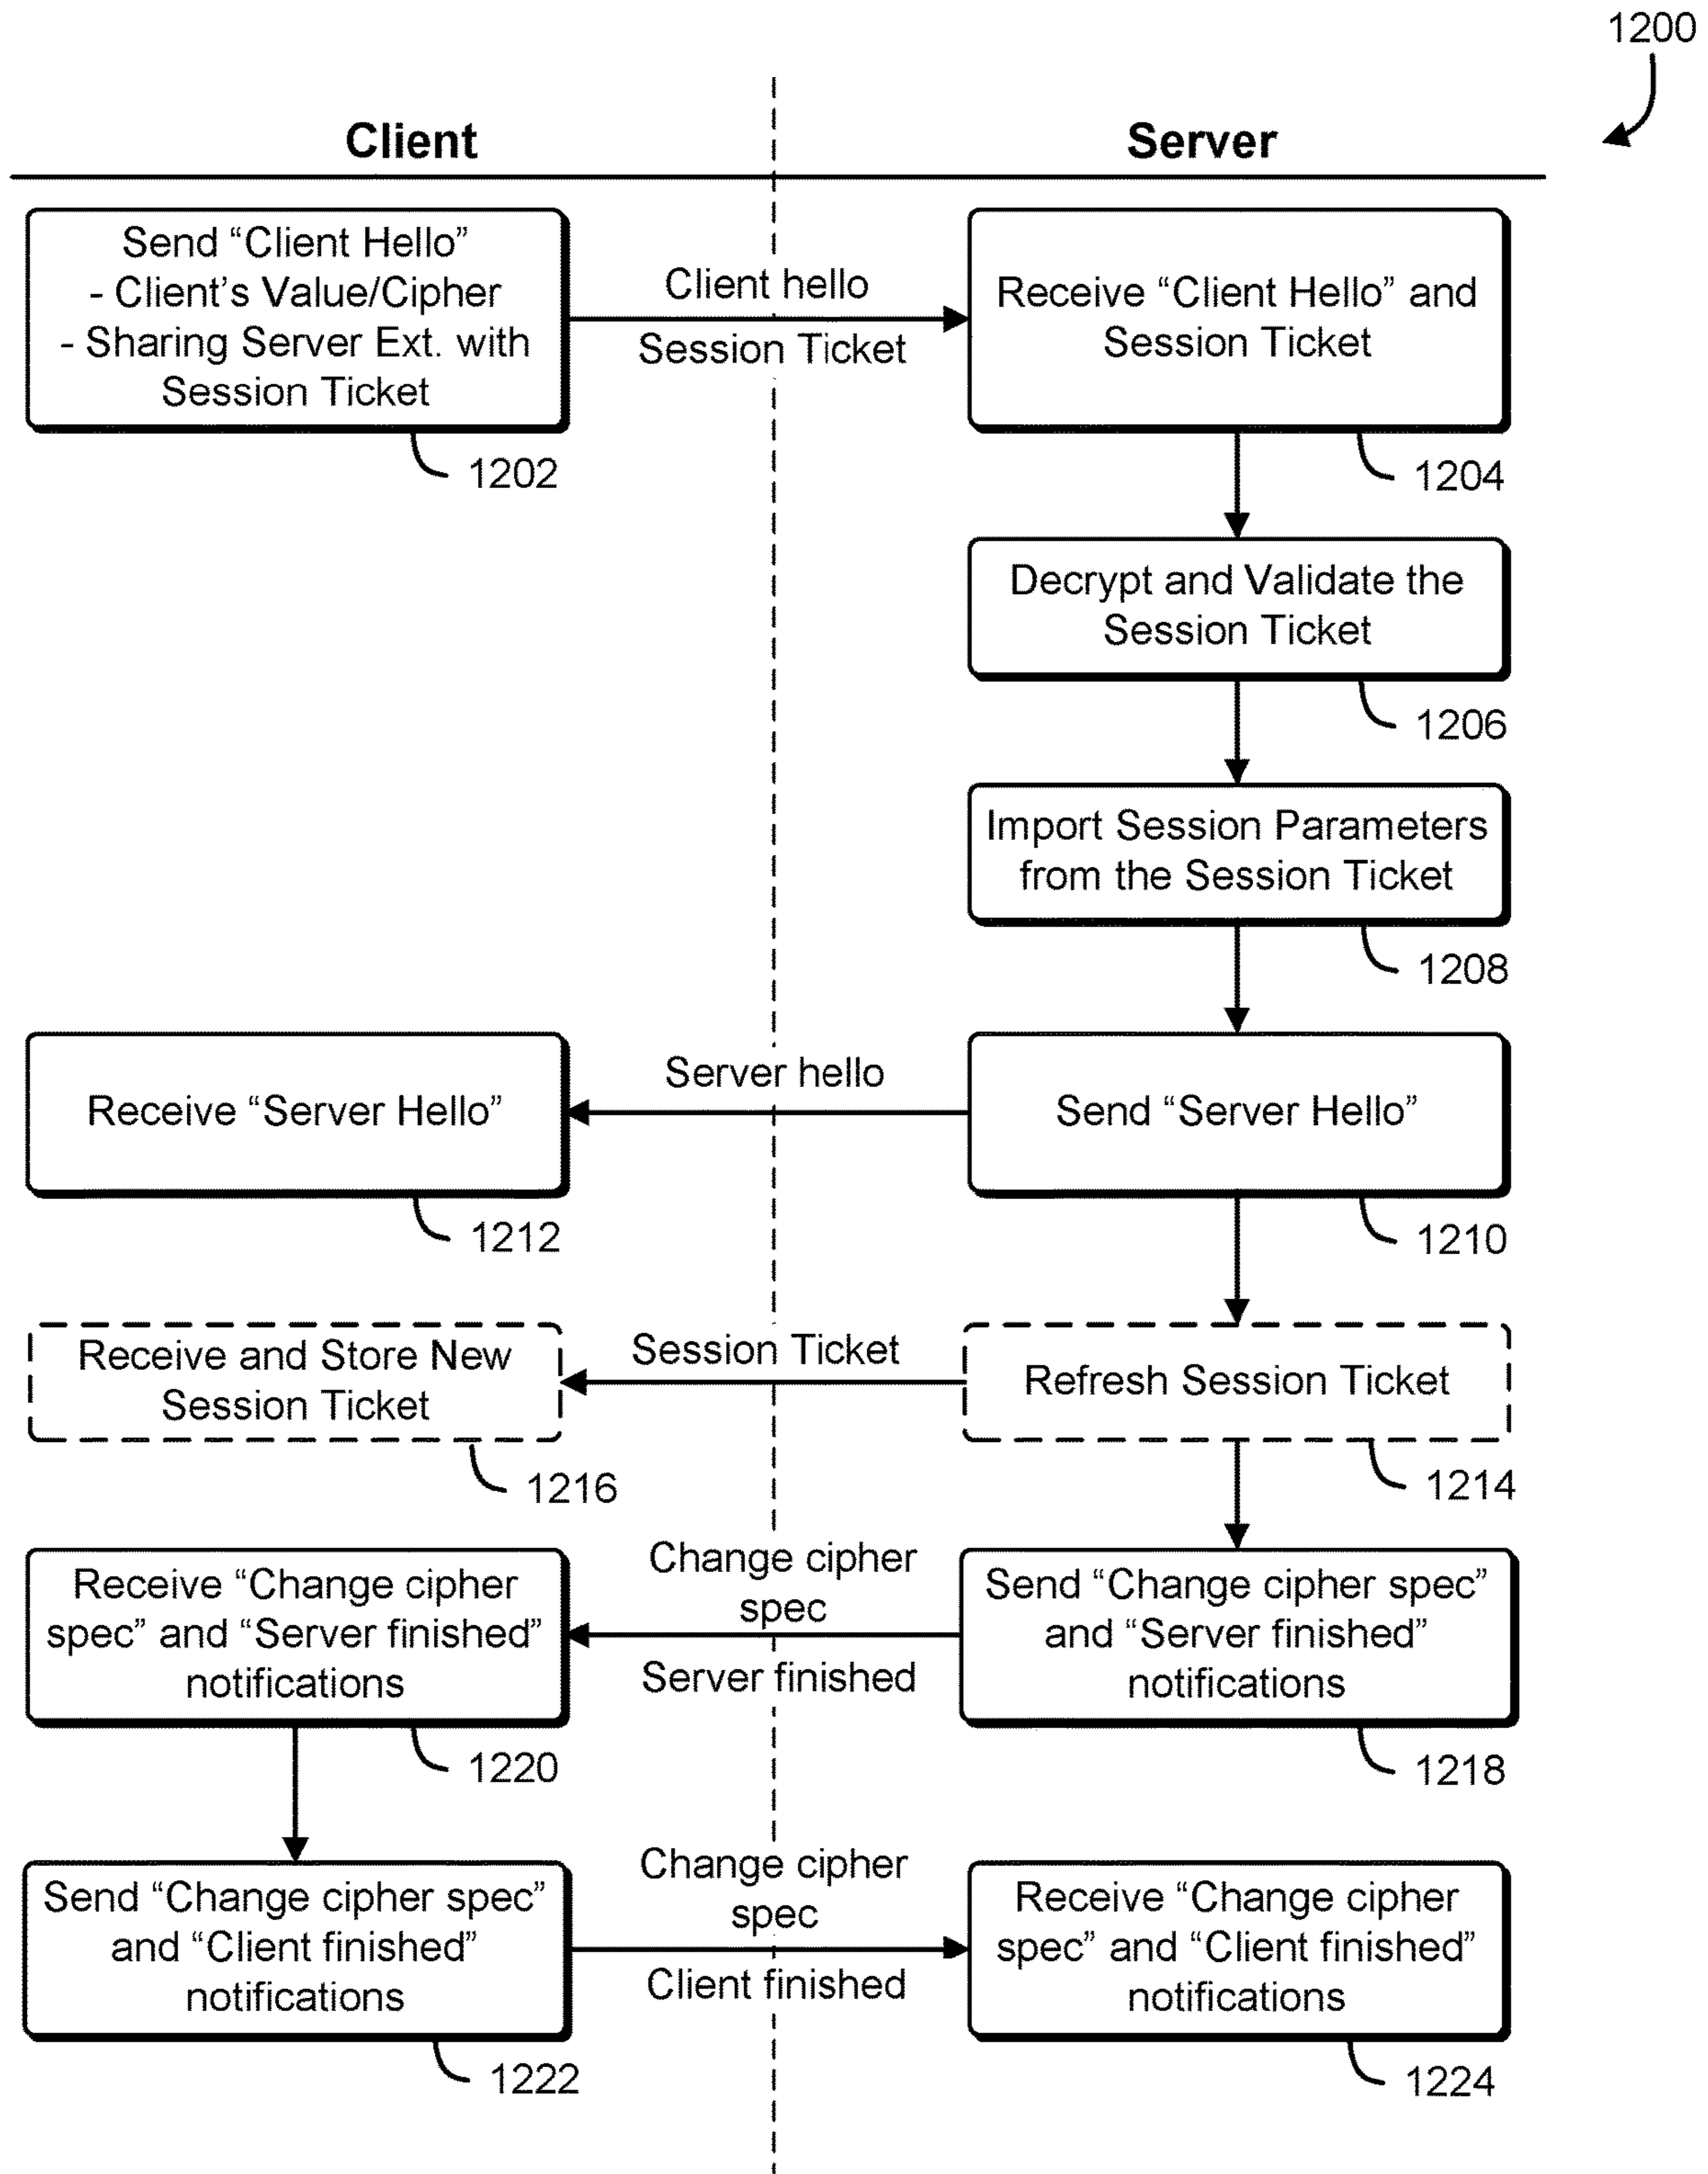 1200
Client
Server
Send “Client Hello”
- Client’s Value/Cipher
- Sharing Server Ext. with
Session Ticket
1202
Client hello
Session Ticket
Receive “Client Hello” and
Session Ticket
1204
Decrypt and Validate the
Session Ticket
1206
Import Session Parameters
from the Session Ticket
1208
Receive “Server Hello”
1212
Server hello
Send “Server Hello”
1210
Receive and Store New
Session Ticket
1216
Session Ticket
Refresh Session Ticket
1214
Receive “Change cipher
spec” and “Server finished”
notifications
1220
Change cipher
spec
Server finished
Send “Change cipher spec”
and “Server finished”
notifications
1218
Send “Change cipher spec”
and “Client finished”
notifications
1222
Change cipher
spec
Client finished
Receive “Change cipher
spec” and “Client finished”
notifications
1224